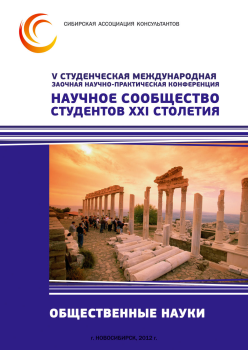 СИБИРСКАЯ АССОЦИАЦИЯ КОНСУЛЬТАНТОВ
V СТУДЕНЧЕСКАЯ МЕЖДУНАРОДНАЯ
ЗАОЧНАЯ НАУЧНО-ПРАКТИЧЕСКАЯ КОНФЕРЕНЦИЯ
НАУЧНОЕ СООБЩЕСТВО
СТУДЕНТОВ XXI СТОЛЕТИЯ
ОБЩЕСТВЕННЫЕ НАУКИ
г. НОВОСИБИРСК, 2012 г.